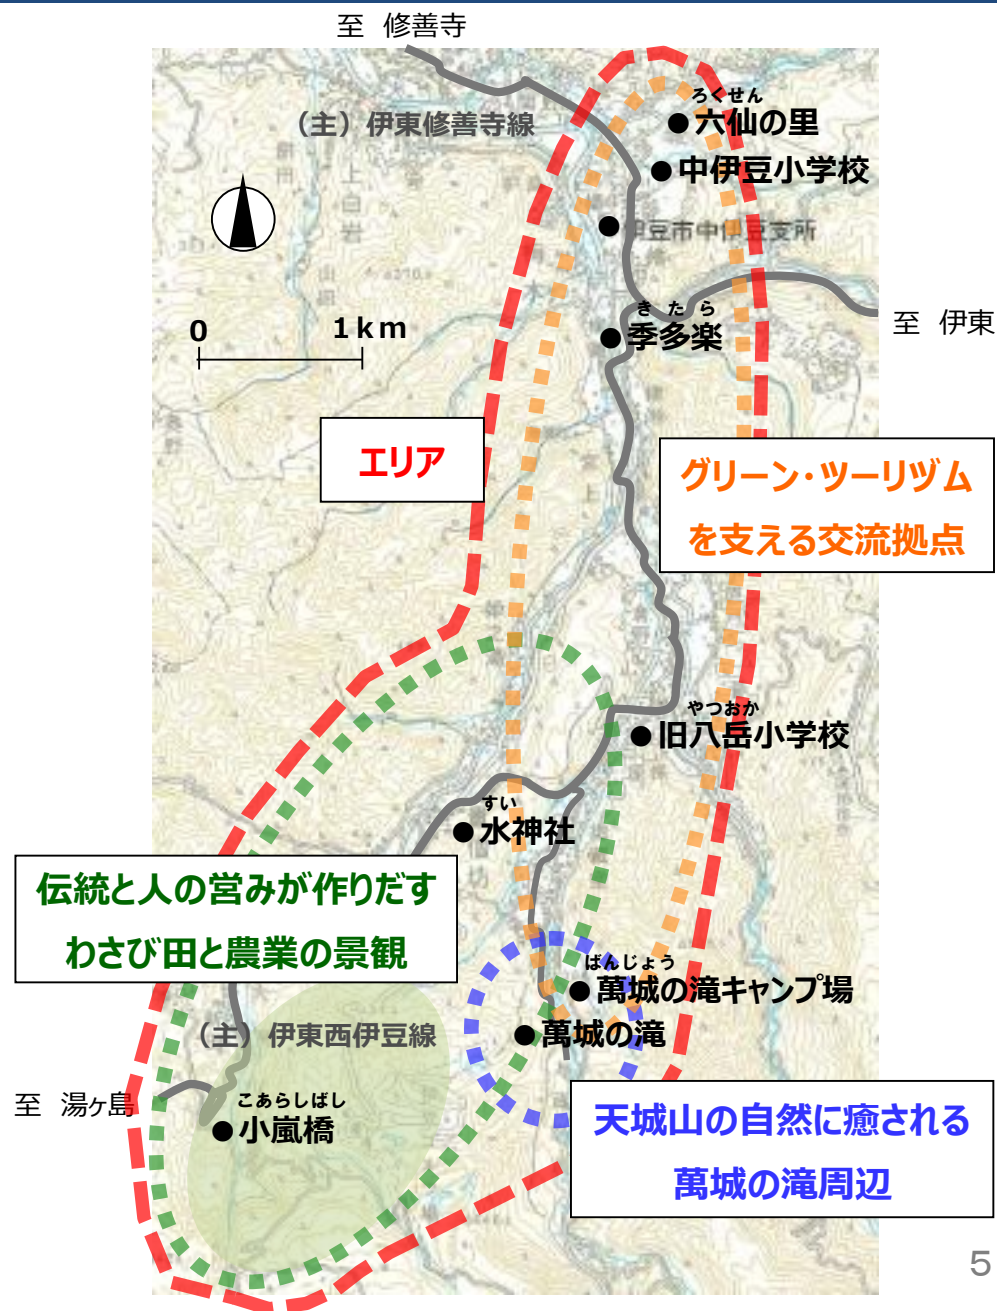 至 修善寺
（主）伊東修善寺線
ろくせん
●六仙の里
●中伊豆小学校
上白岩
伊豆市中伊豆支所
0 1km
きたら
●季多楽
至 伊東
エリア
グリーン・ツーリヅム
を支える交流拠点
やつおか
●旧八岳小学校
すい
●水神社
伝統と人の営みが作りだす
わさび田と農業の景観
ばんじょう
●萬城の滝キャンプ場
●萬城の滝
（主）伊東西伊豆線
至 湯ヶ島
こあらしばし
●小嵐橋
天城山の自然に癒される
萬城の滝周辺
5